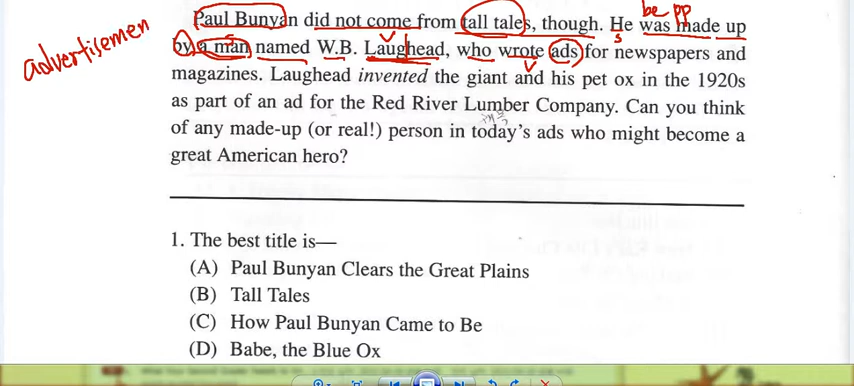 be pp
Paul Bunyan did not come from tall tales, though. He was made up
advertisemen
s
by a man named W.B. Laughead, who wrote ads for newspapers and
magazines. Laughead invented the giant and his pet ox in the 1920s
as part of an ad for the Red River Lumber Company. Can you think
of any made-up (or real!) person in today's ads who might become a
great American hero?
1. The best title is—
(A) Paul Bunyan Clears the Great Plains
(B) Tall Tales
(C) How Paul Bunyan Came to Be
(D) Babe, the Blue Ox